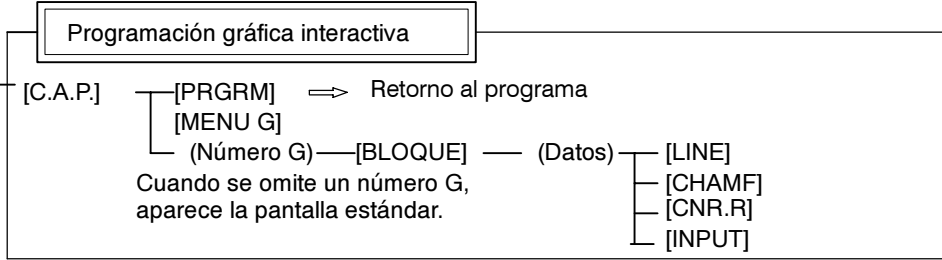 Programación gráfica interactiva
[C.A.P.] [PRGRM] Retorno al programa
[MENU G]
(Número G) [BLOQUE] (Datos) [LINE]
Cuando se omite un número G, [CHAMF]
aparece la pantalla estándar. [CNR.R]
[INPUT]